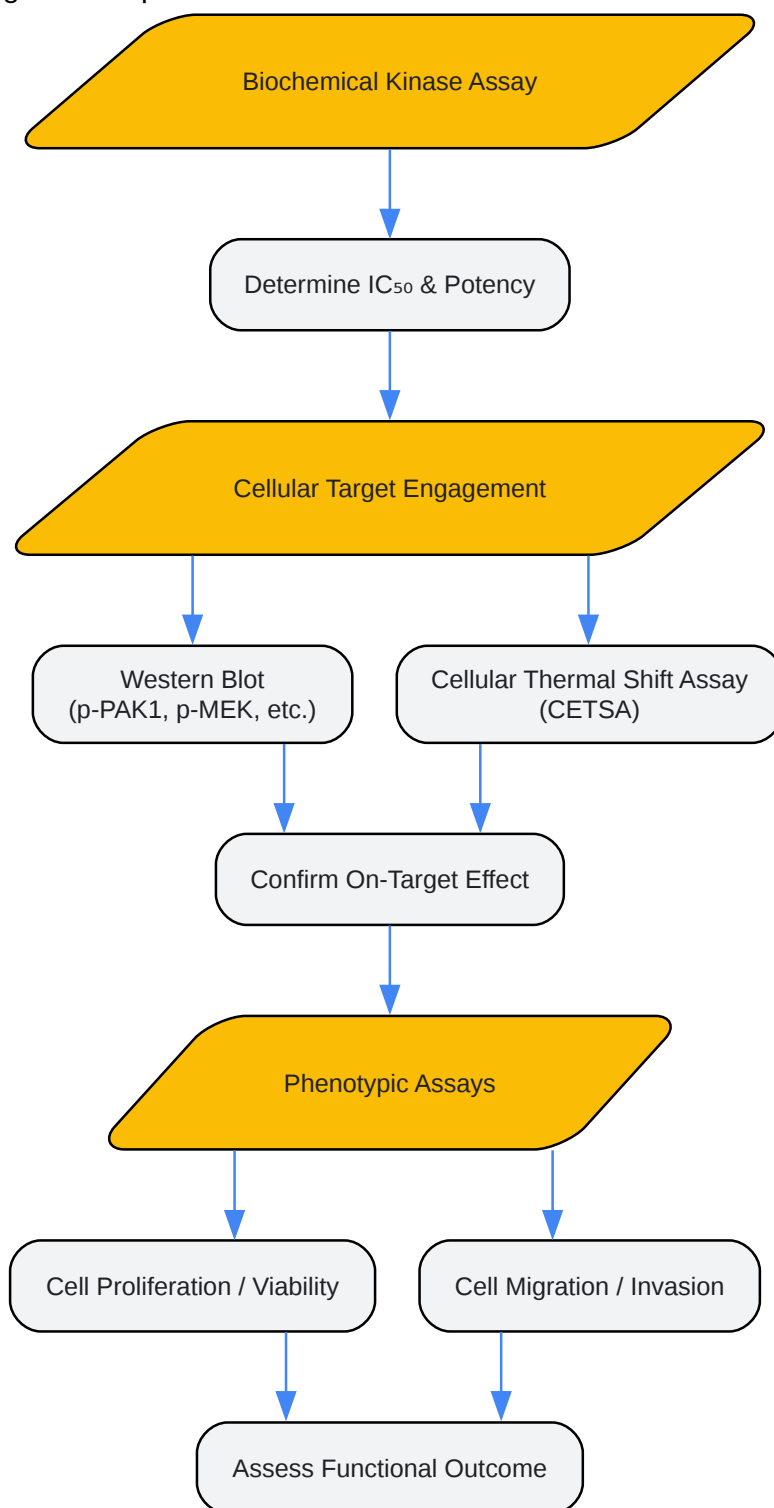 Biochemical Kinase Assay
Determine IC₅₀ & Potency
Cellular Target Engagement
Western Blot
(p-PAK1, p-MEK, etc.)
Cellular Thermal Shift Assay
(CETSA)
Confirm On-Target Effect
Phenotypic Assays
Cell Proliferation / Viability
Cell Migration / Invasion
Assess Functional Outcome